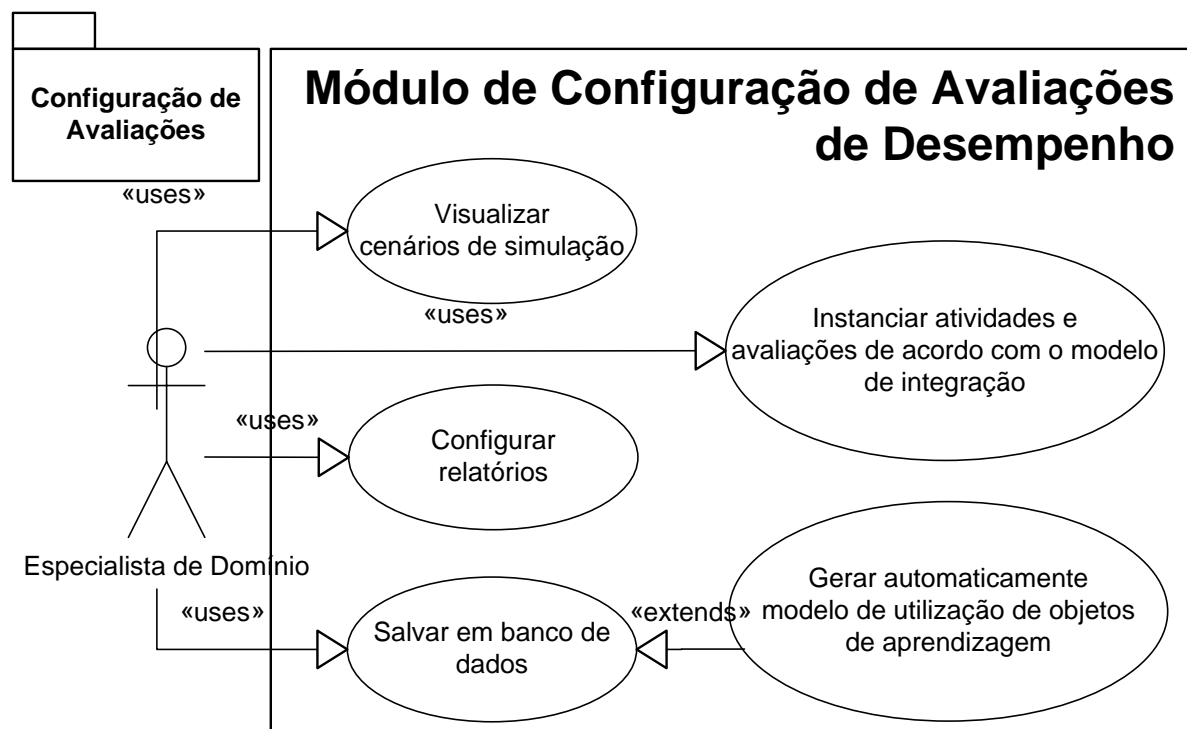 Configuração de
Avaliações
Módulo de Configuração de Avaliações
de Desempenho
«uses»
Visualizar
cenários de simulação
«uses»
Instanciar atividades e
avaliações de acordo com o modelo
de integração
«uses»
Configurar
relatórios
Especialista de Domínio
«uses»
Salvar em banco de
dados
«extends»
Gerar automaticamente
modelo de utilização de objetos
de aprendizagem